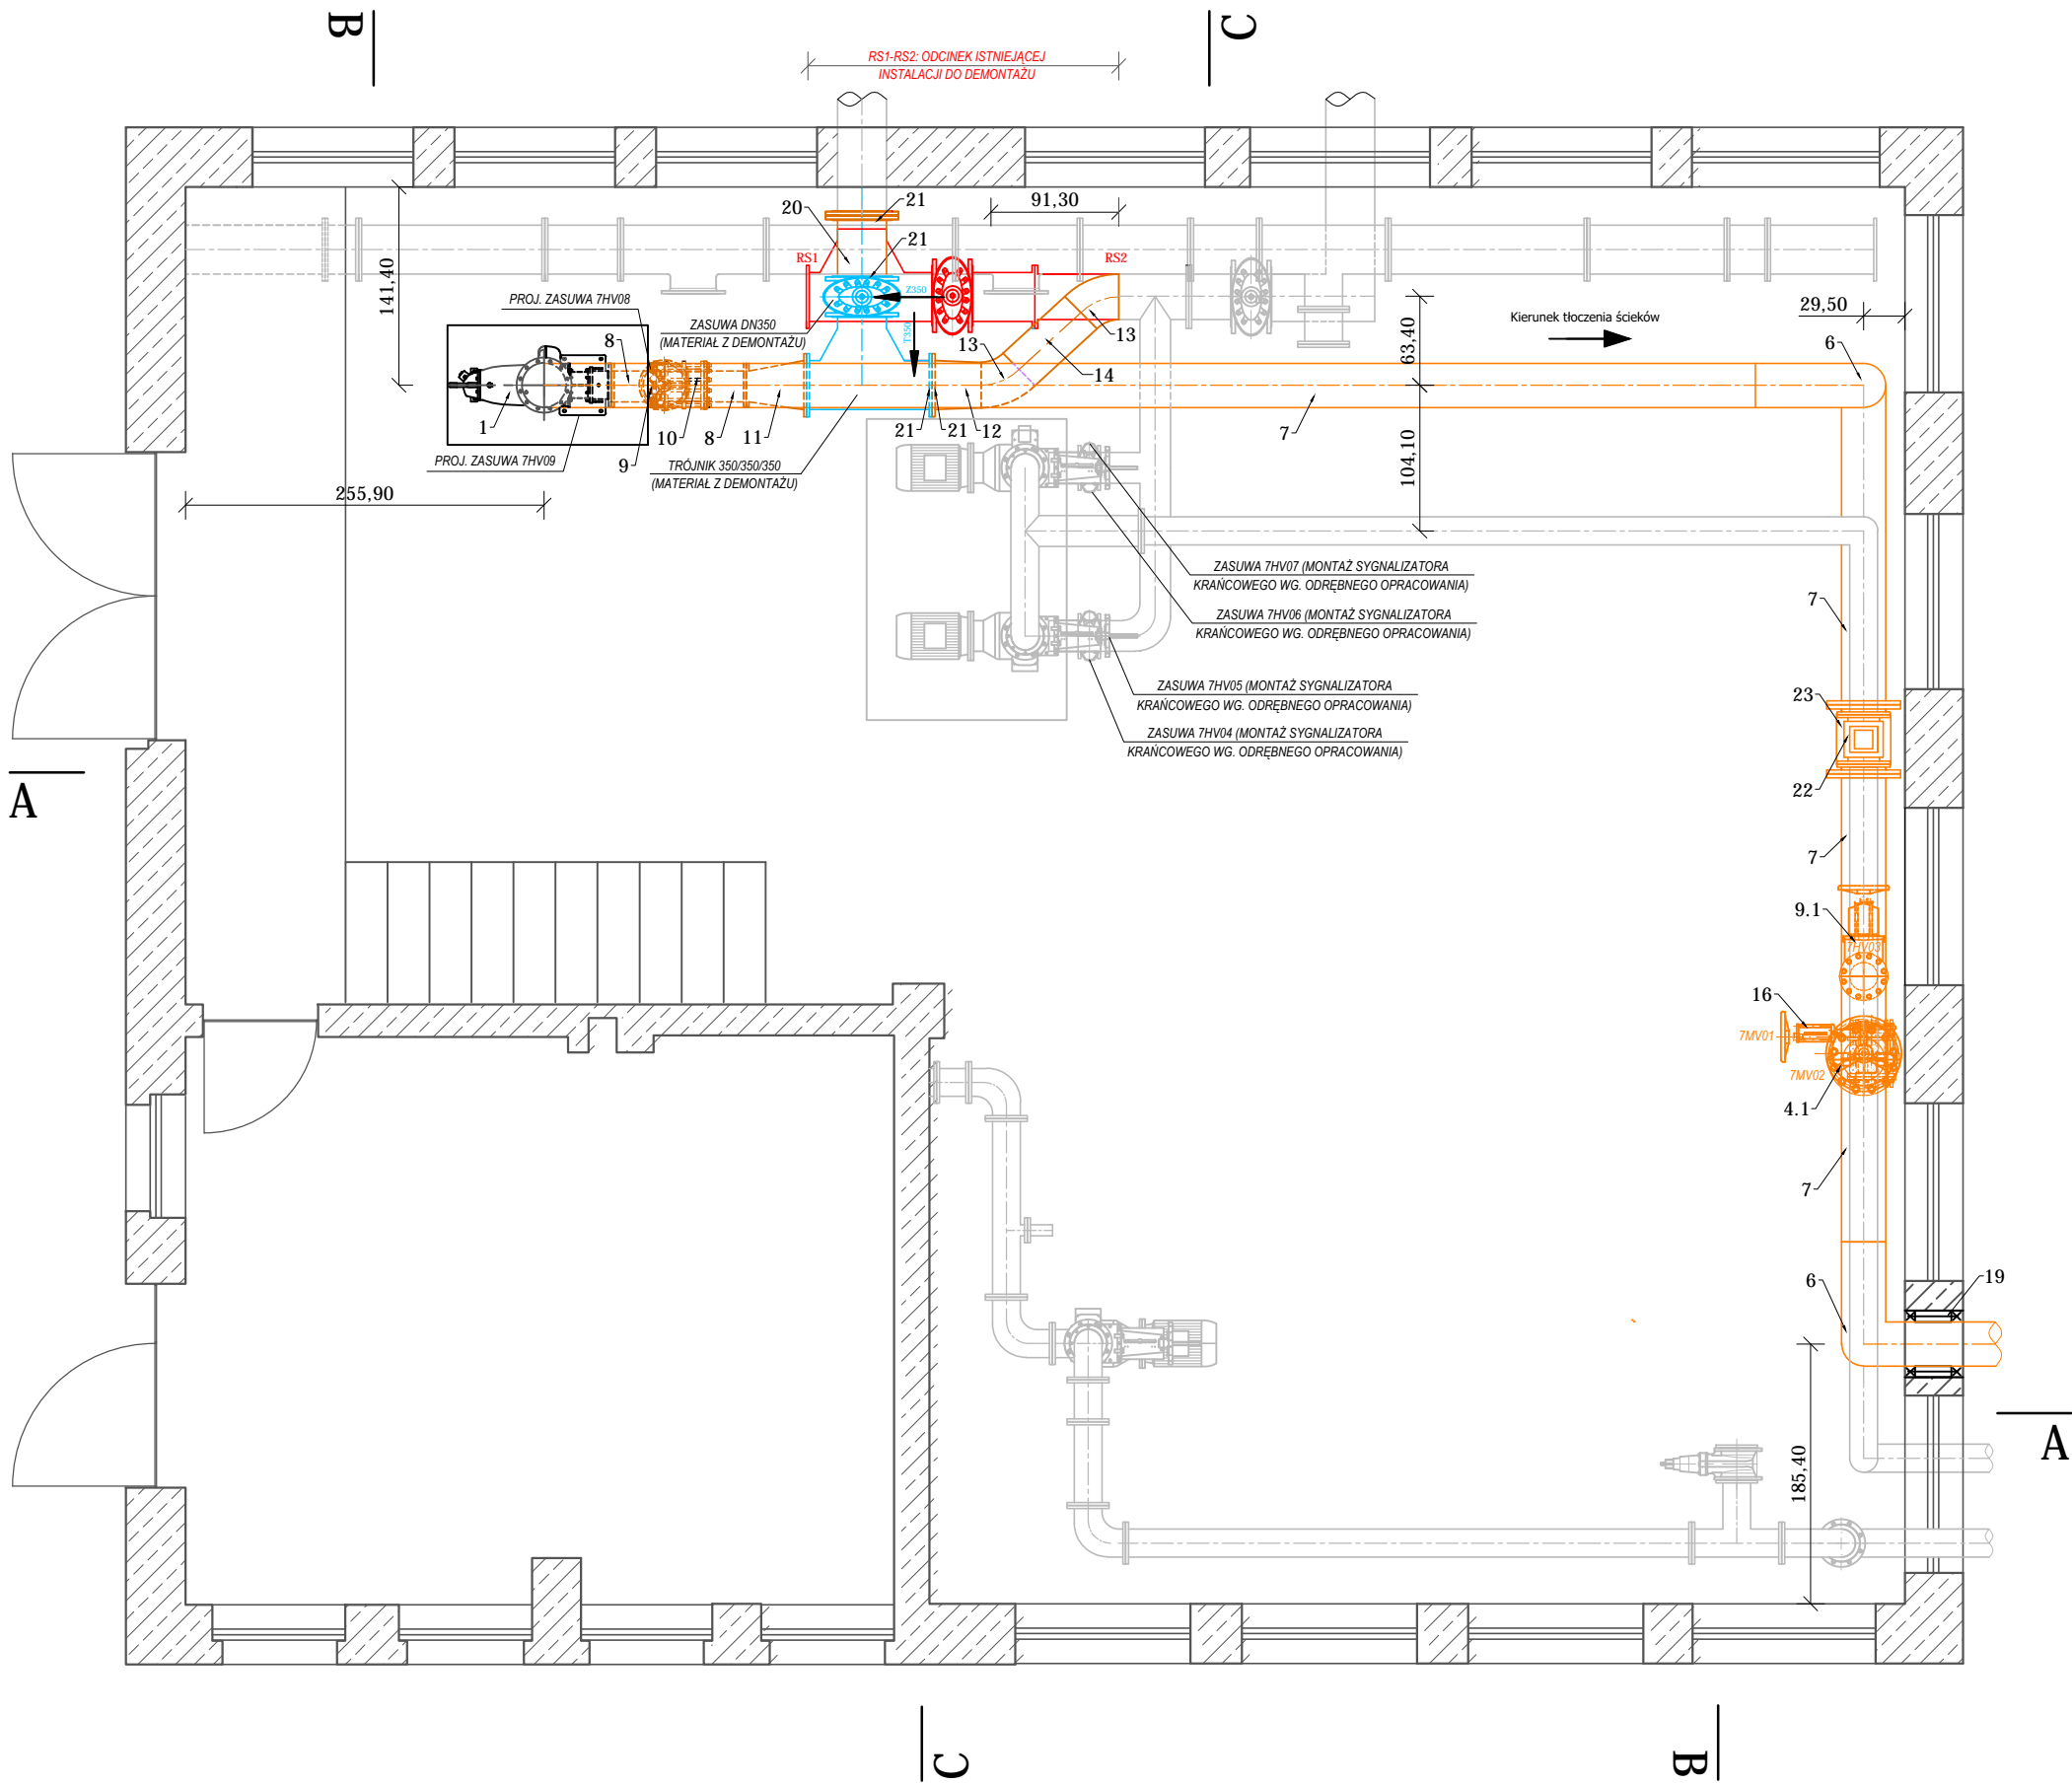 B
C
RS1-RS2: ODCINEK ISTNIEJĄCEJ
INSTALACJI DO DEMONTAŻU
91,30
20
21
21
141,40
RS1
RS2
Z350
T350
PROJ. ZASUWA 7HV08
ZASUWA DN350
(MATERIAŁ Z DEMONTAŻU)
29,50
Kierunek tłoczenia ścieków
63,40
8
13
13
14
6
1
10
8
11
21
21
12
7
PROJ. ZASUWA 7HV09
9
TRÓJNIK 350/350/350
(MATERIAŁ Z DEMONTAŻU)
104,10
255,90
ZASUWA 7HV07 (MONTAŻ SYGNALIZATORA
KRAŃCOWEGO WG. ODRĘBNEGO OPRACOWANIA)
ZASUWA 7HV06 (MONTAŻ SYGNALIZATORA
KRAŃCOWEGO WG. ODRĘBNEGO OPRACOWANIA)
7
ZASUWA 7HV05 (MONTAŻ SYGNALIZATORA
KRAŃCOWEGO WG. ODRĘBNEGO OPRACOWANIA)
23
ZASUWA 7HV04 (MONTAŻ SYGNALIZATORA
KRAŃCOWEGO WG. ODRĘBNEGO OPRACOWANIA)
A
22
7
9.1
7HV03
16
7MV01
7MV02
4.1
7
6
19
A
185,40
C
B